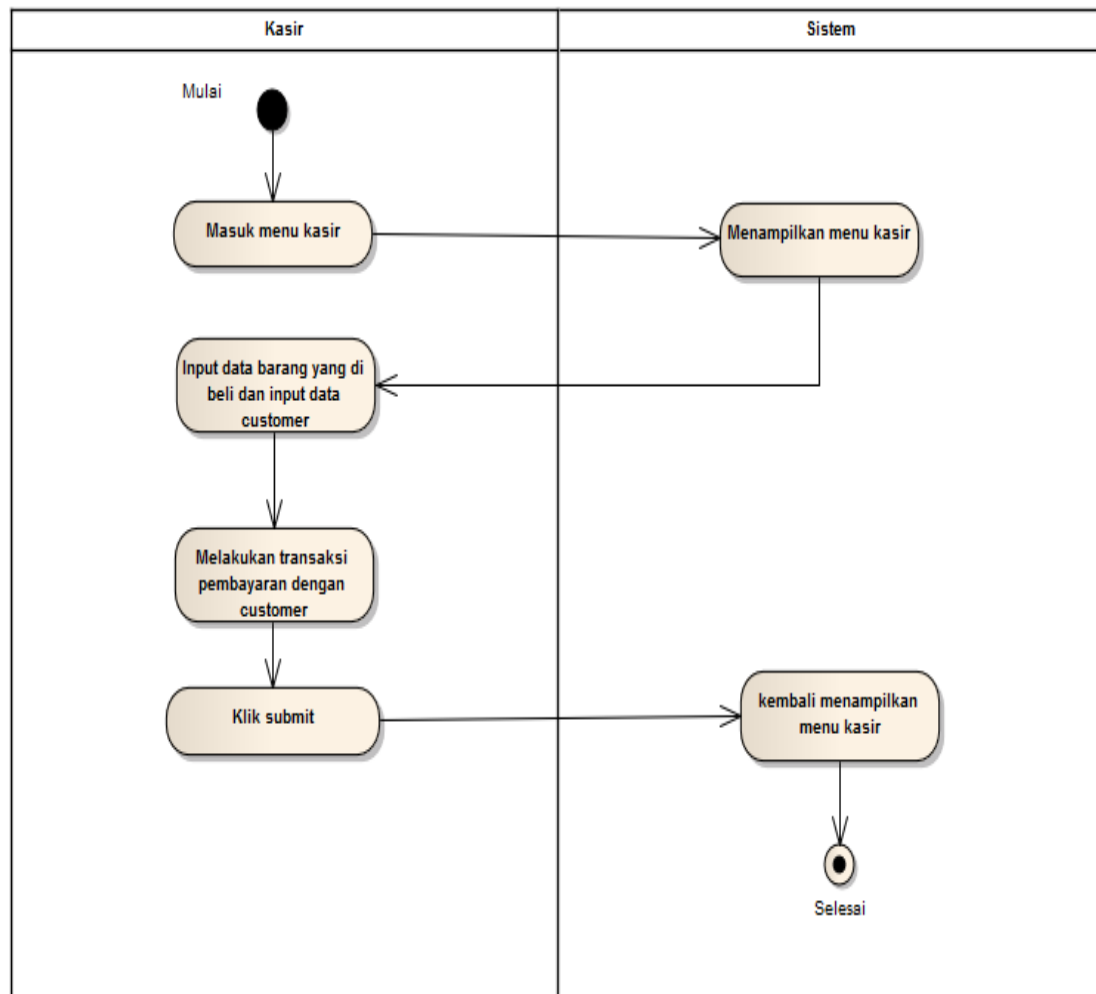 Kasir
Sistem
Mulai
Masuk menu kasir
Menampilkan menu kasir
Input data barang yang di
beli dan input data
customer
Melakukan transaksi
pembayaran dengan
customer
Klik submit
kembali menampilkan
menu kasir
Selesai